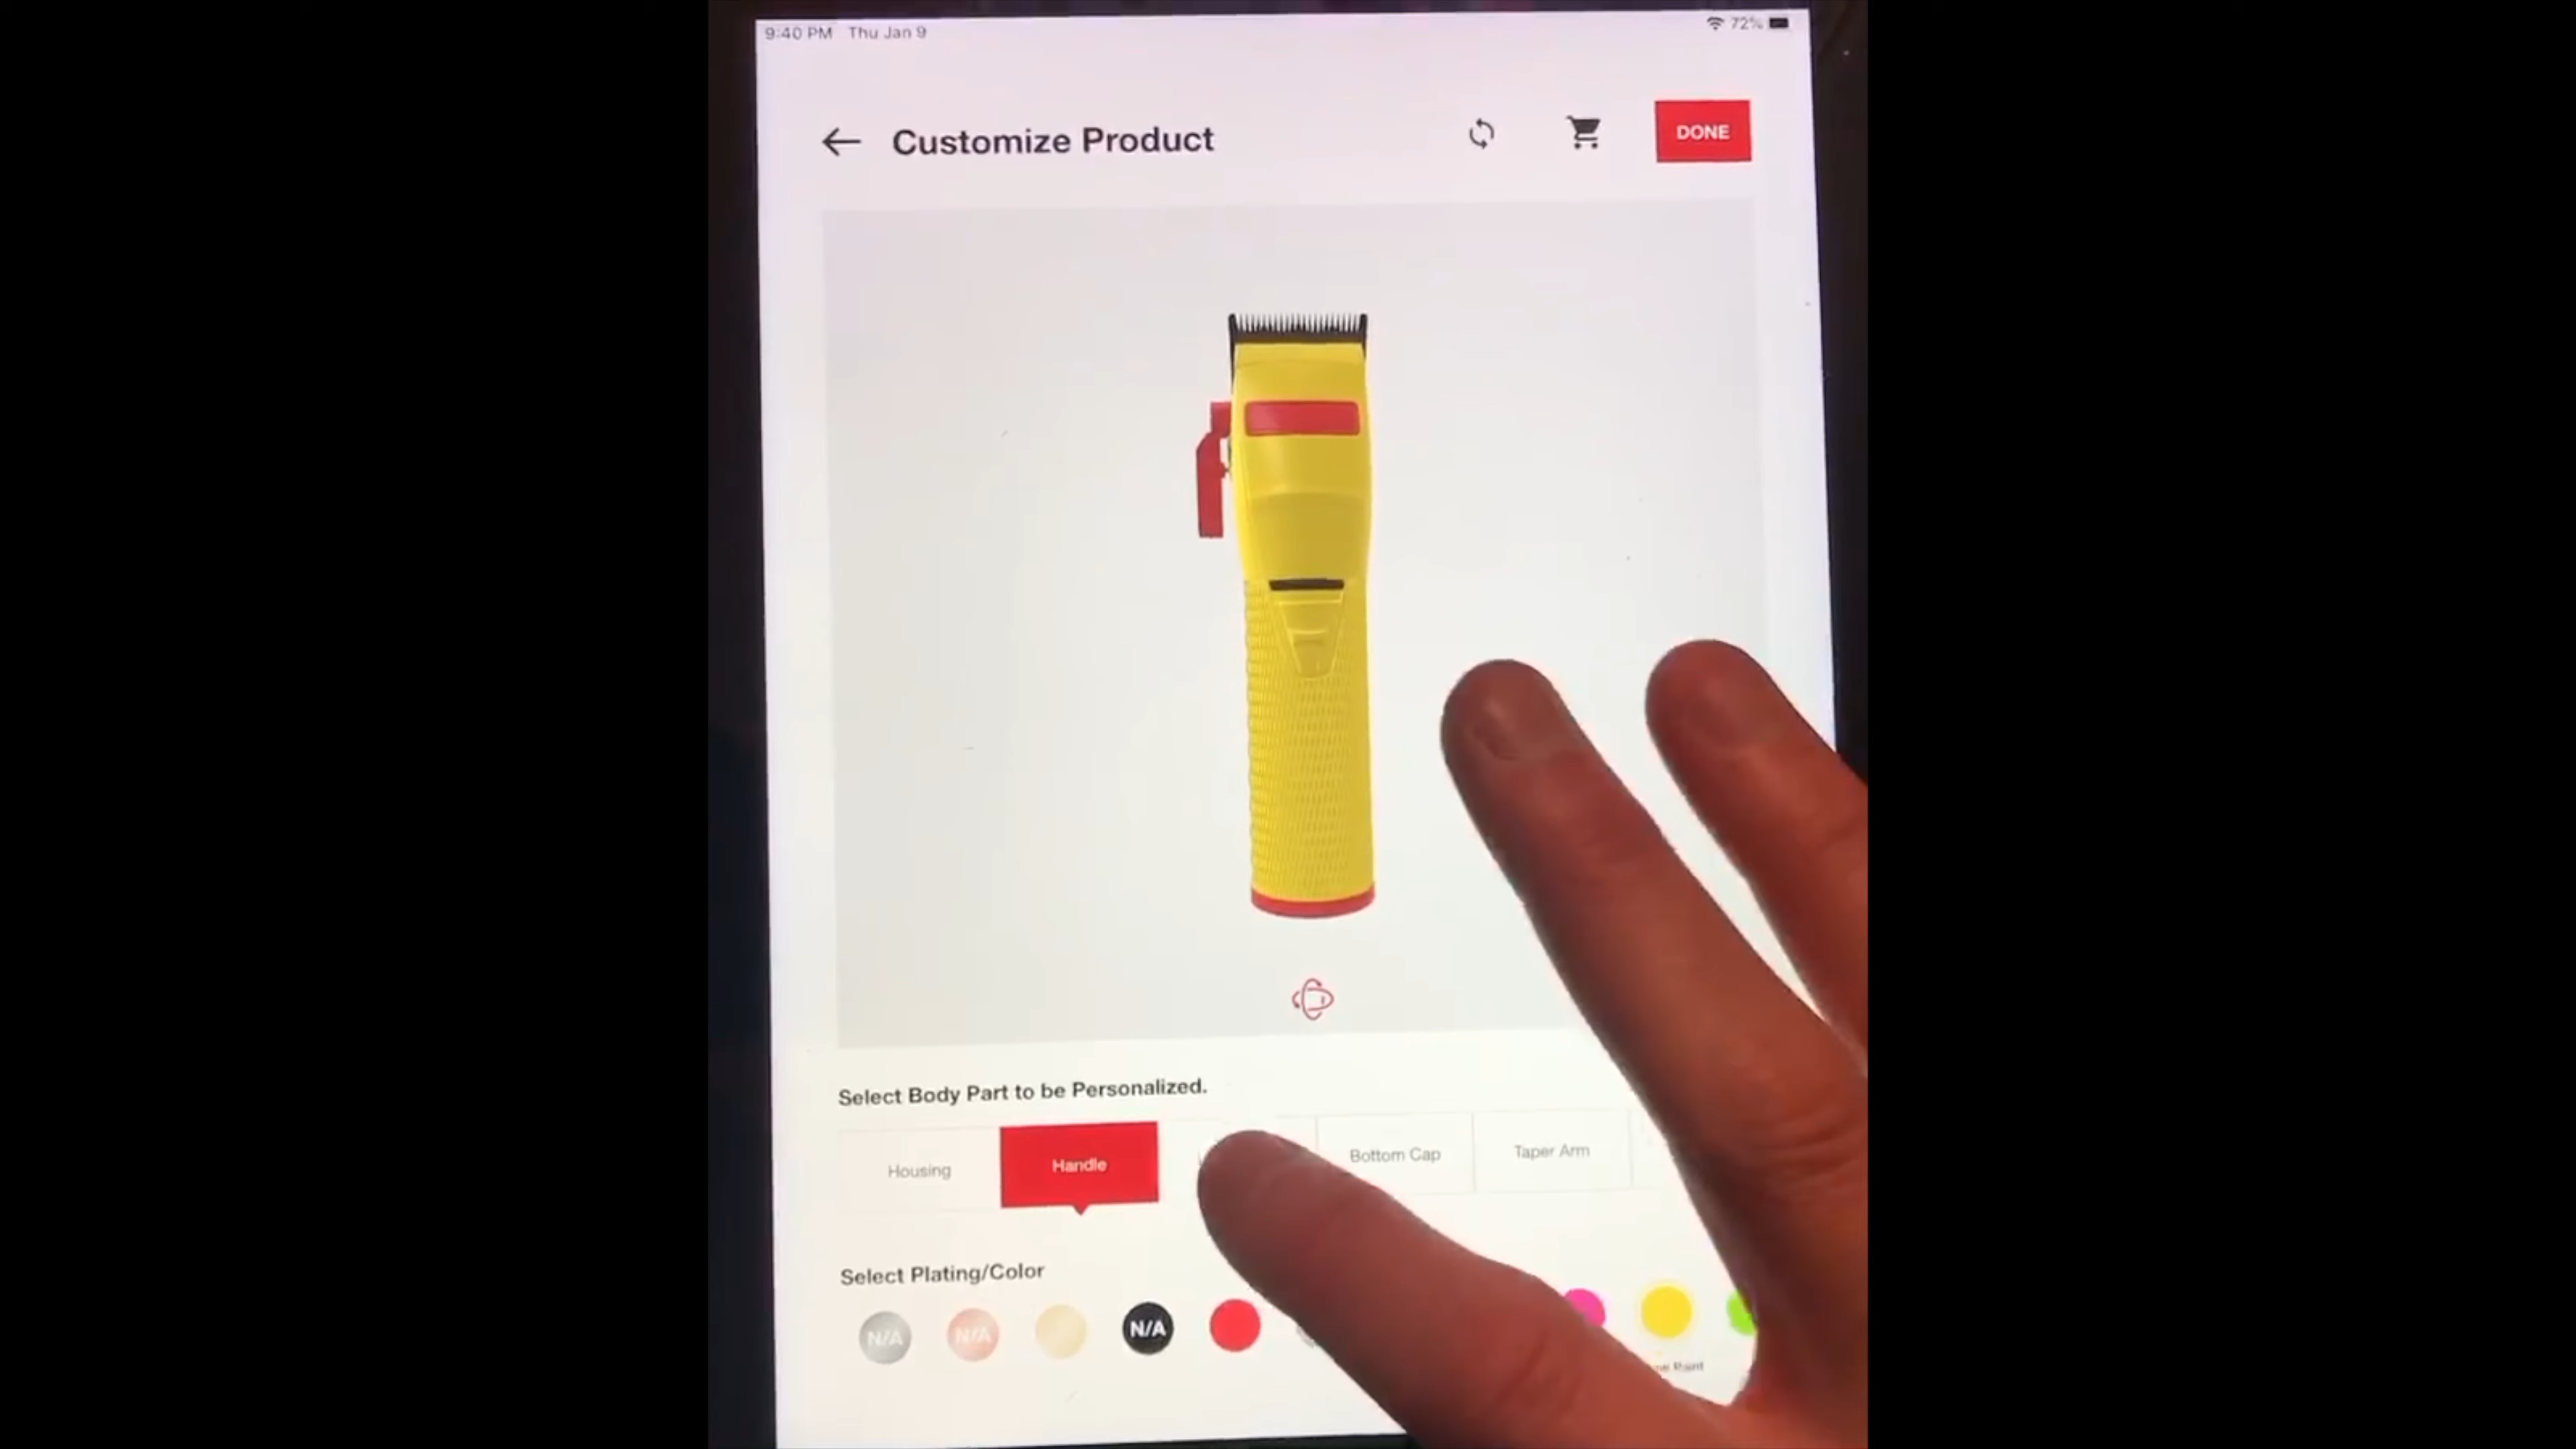 9:40 PM Thu Jan 9
72%
Customize Product
DONE
Select Body Part to be Personalized.
Housing
Handle
Bottom Cap
Taper Arm
Select Plating/Color
N/A
N/A
N/A
Paint